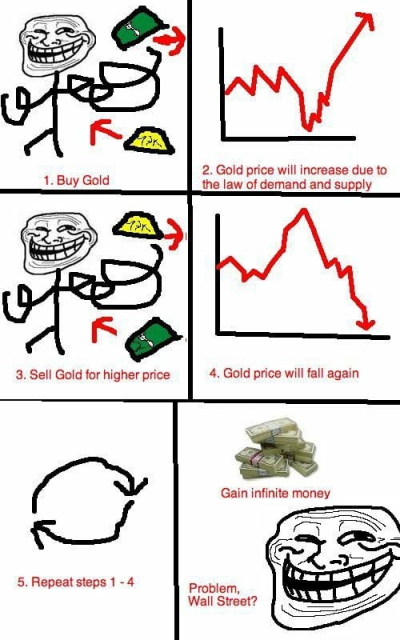 1. Buy Gold
2. Gold price will increase due to
the law of demand and supply
3. Sell Gold for higher price
4. Gold price will fall again
5. Repeat steps 1 - 4
Gain infinite money
Problem,
Wall Street?